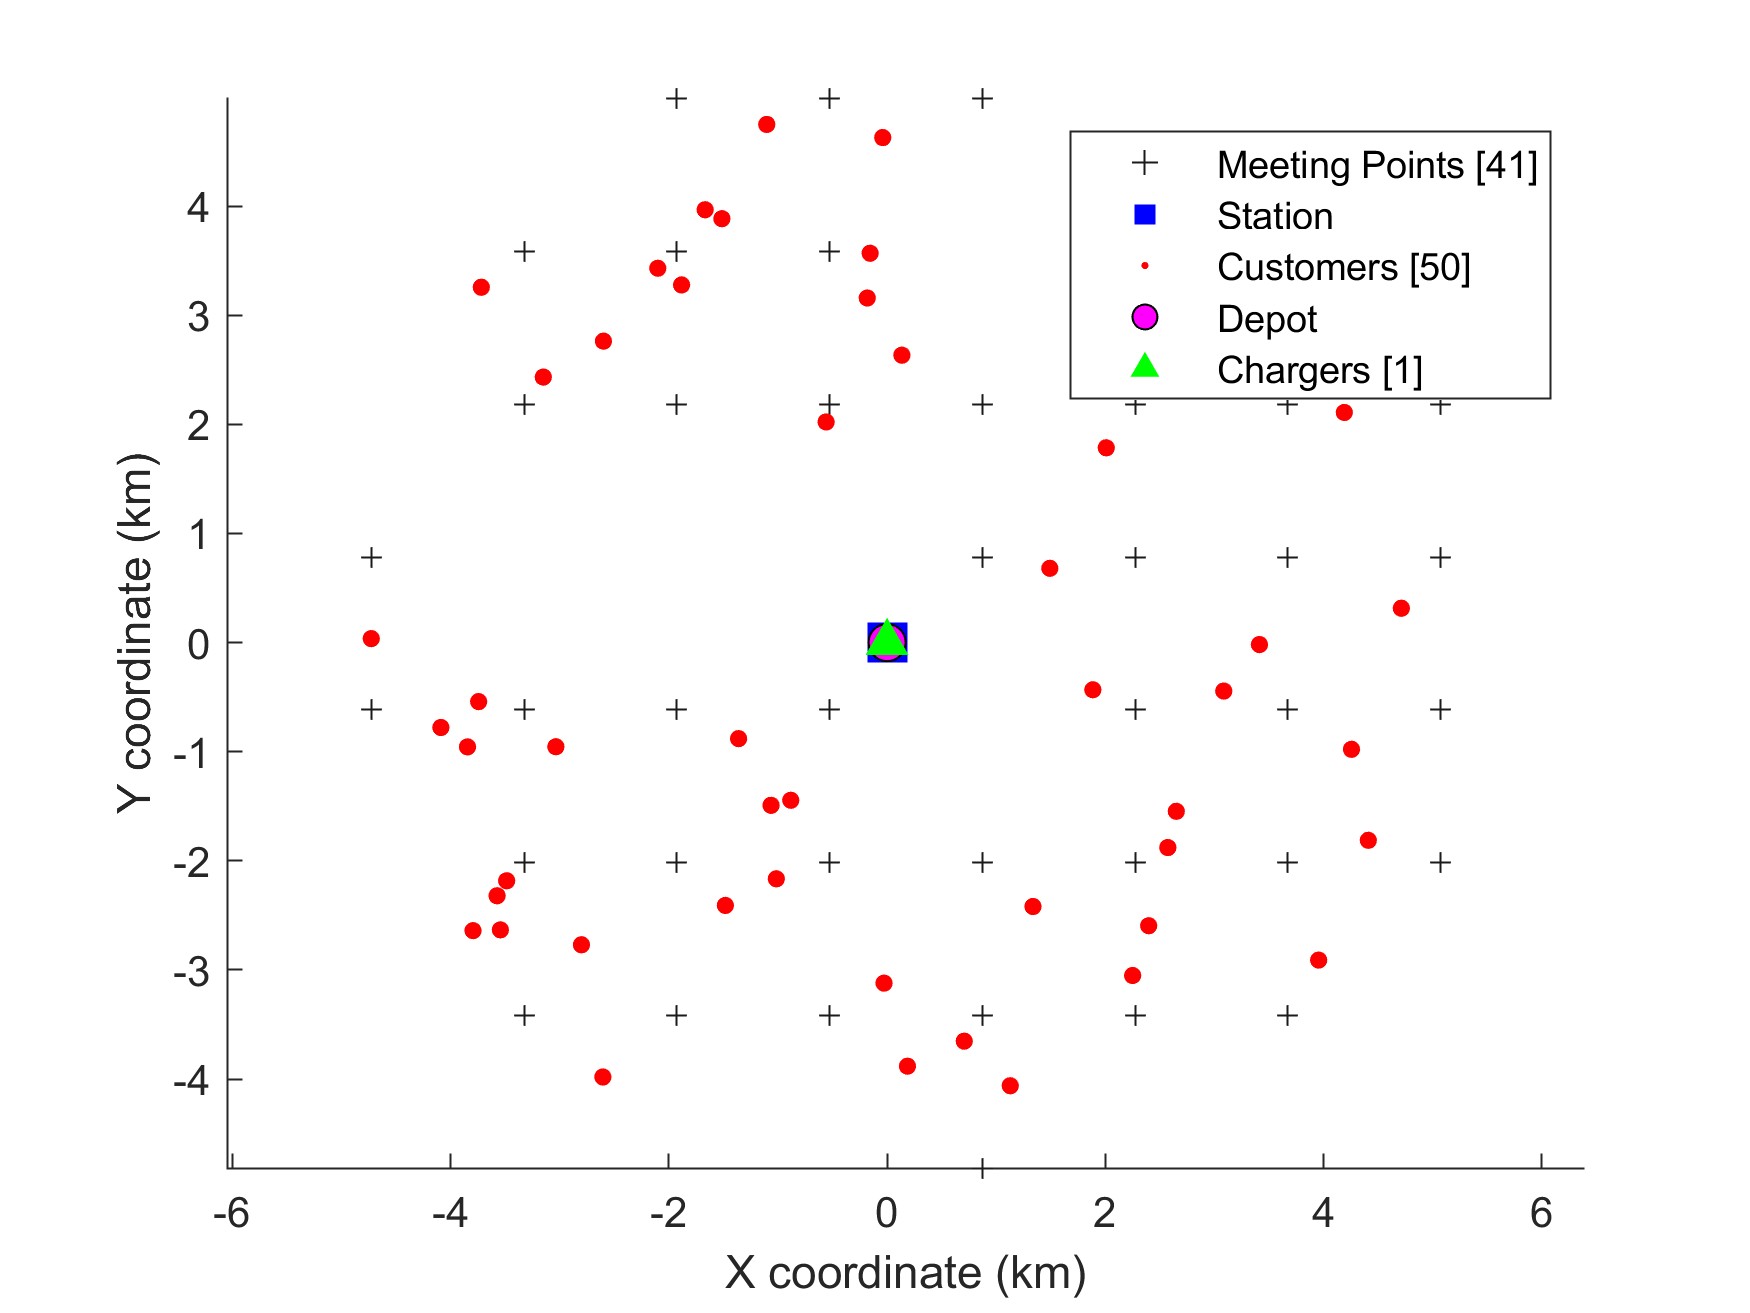 Meeting Points [41]
Station
Customers [50]
Depot
Chargers [1]
4
3
2
1
0
-1
-2
-3
-4
Y coordinate (km)
-6 -4 -2 0 2 4 6
X coordinate (km)